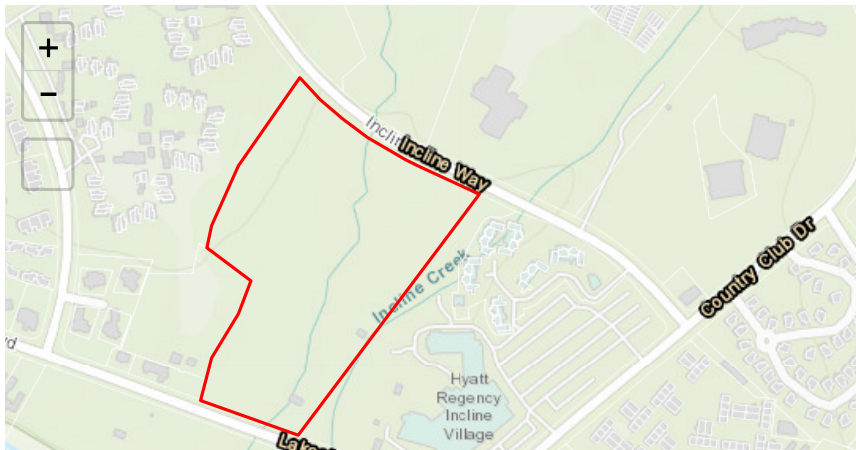 +
−
Incline Way
Incline Creek
Country Club Dr
Hyatt
Regency
Incline
Village